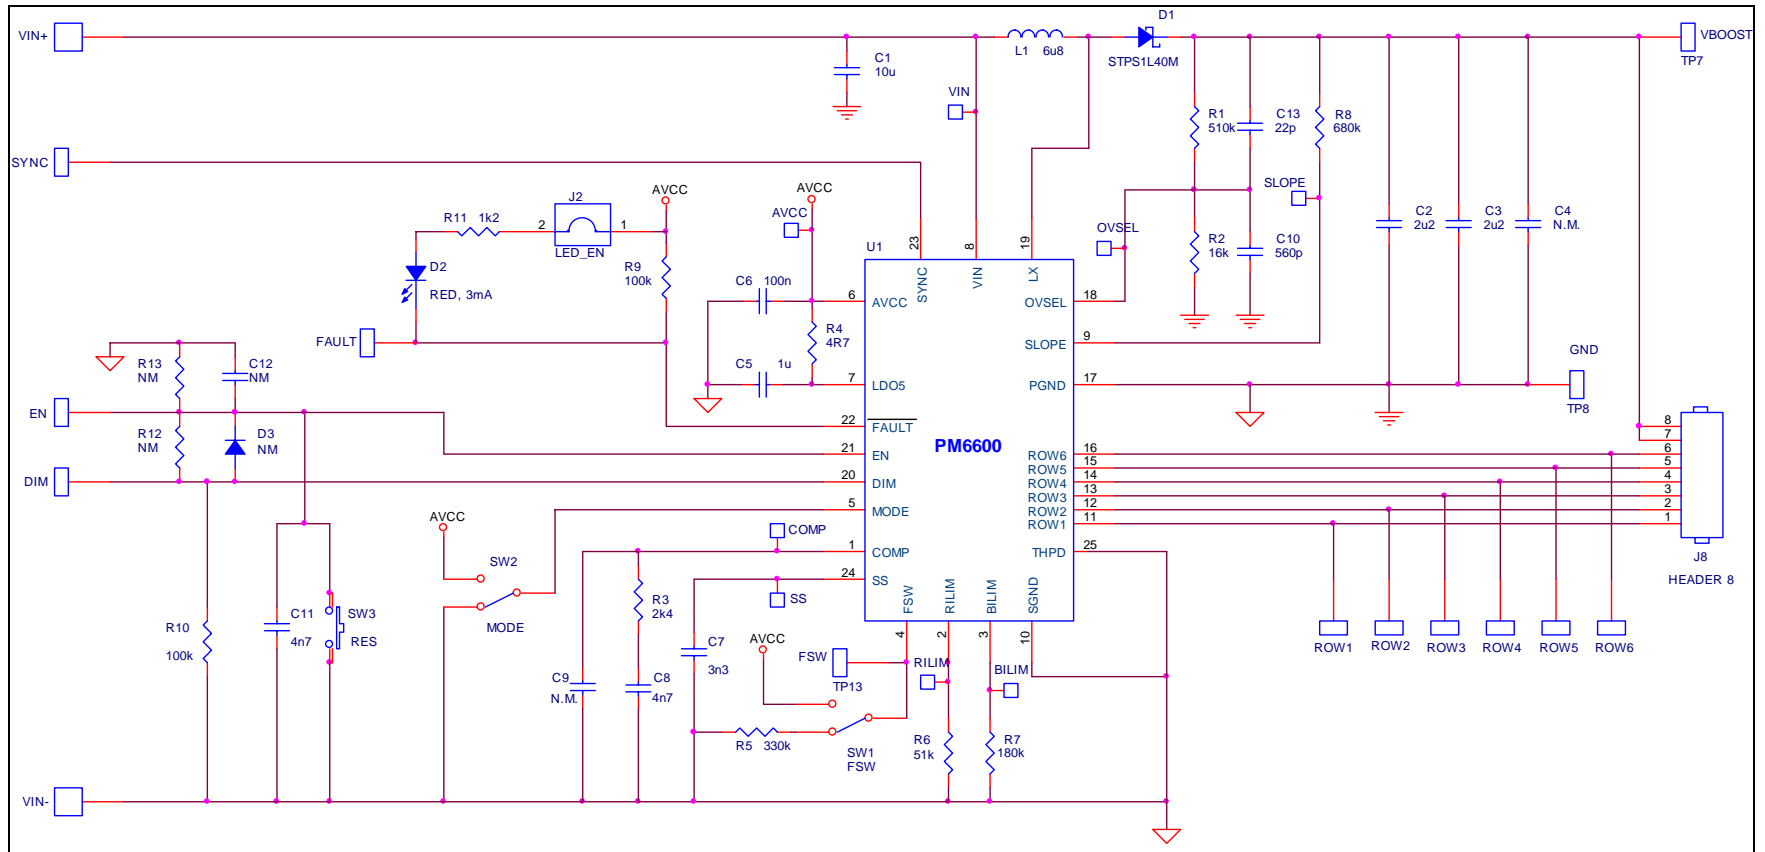 VIN+
C1
10u
L1 6u8
D1
STPS1L40M
VBOOST
TP7
VIN
R1
510k
C13
22p
R8
680k
SYNC
J2
2
1
LED_EN
R11 1k2
AVCC
AVCC
AVCC
SLOPE
C2
2u2
C3
2u2
C4
N.M.
D2
RED, 3mA
R9
100k
OVSEL
R2
16k
C10
560p
U1
23
8
19
SYNC
VIN
LX
C6 100n
6
AVCC
OVSEL
18
R4
4R7
FAULT
SLOPE
9
GND
R13
NM
C12
NM
C5 1u
7
LDO5
PGND
17
TP8
EN
R12
NM
D3
NM
22
FAULT
PM6600
21
EN
ROW6
16
ROW5
15
ROW4
14
ROW3
13
ROW2
12
ROW1
11
8
7
6
5
4
3
2
1
J8
HEADER 8
DIM
20
DIM
5
MODE
AVCC
COMP
1
COMP
THPD
25
SW2
MODE
24
SS
SS
FSW
RILIM
BILIM
SGND
4
2
3
10
R3
2k4
R10
100k
C11
4n7
SW3
RES
C7
3n3
AVCC
FSW
TP13
RILIM
BILIM
ROW1
ROW2
ROW3
ROW4
ROW5
ROW6
C9
N.M.
C8
4n7
R5 330k
SW1
FSW
R6
51k
R7
180k
VIN-